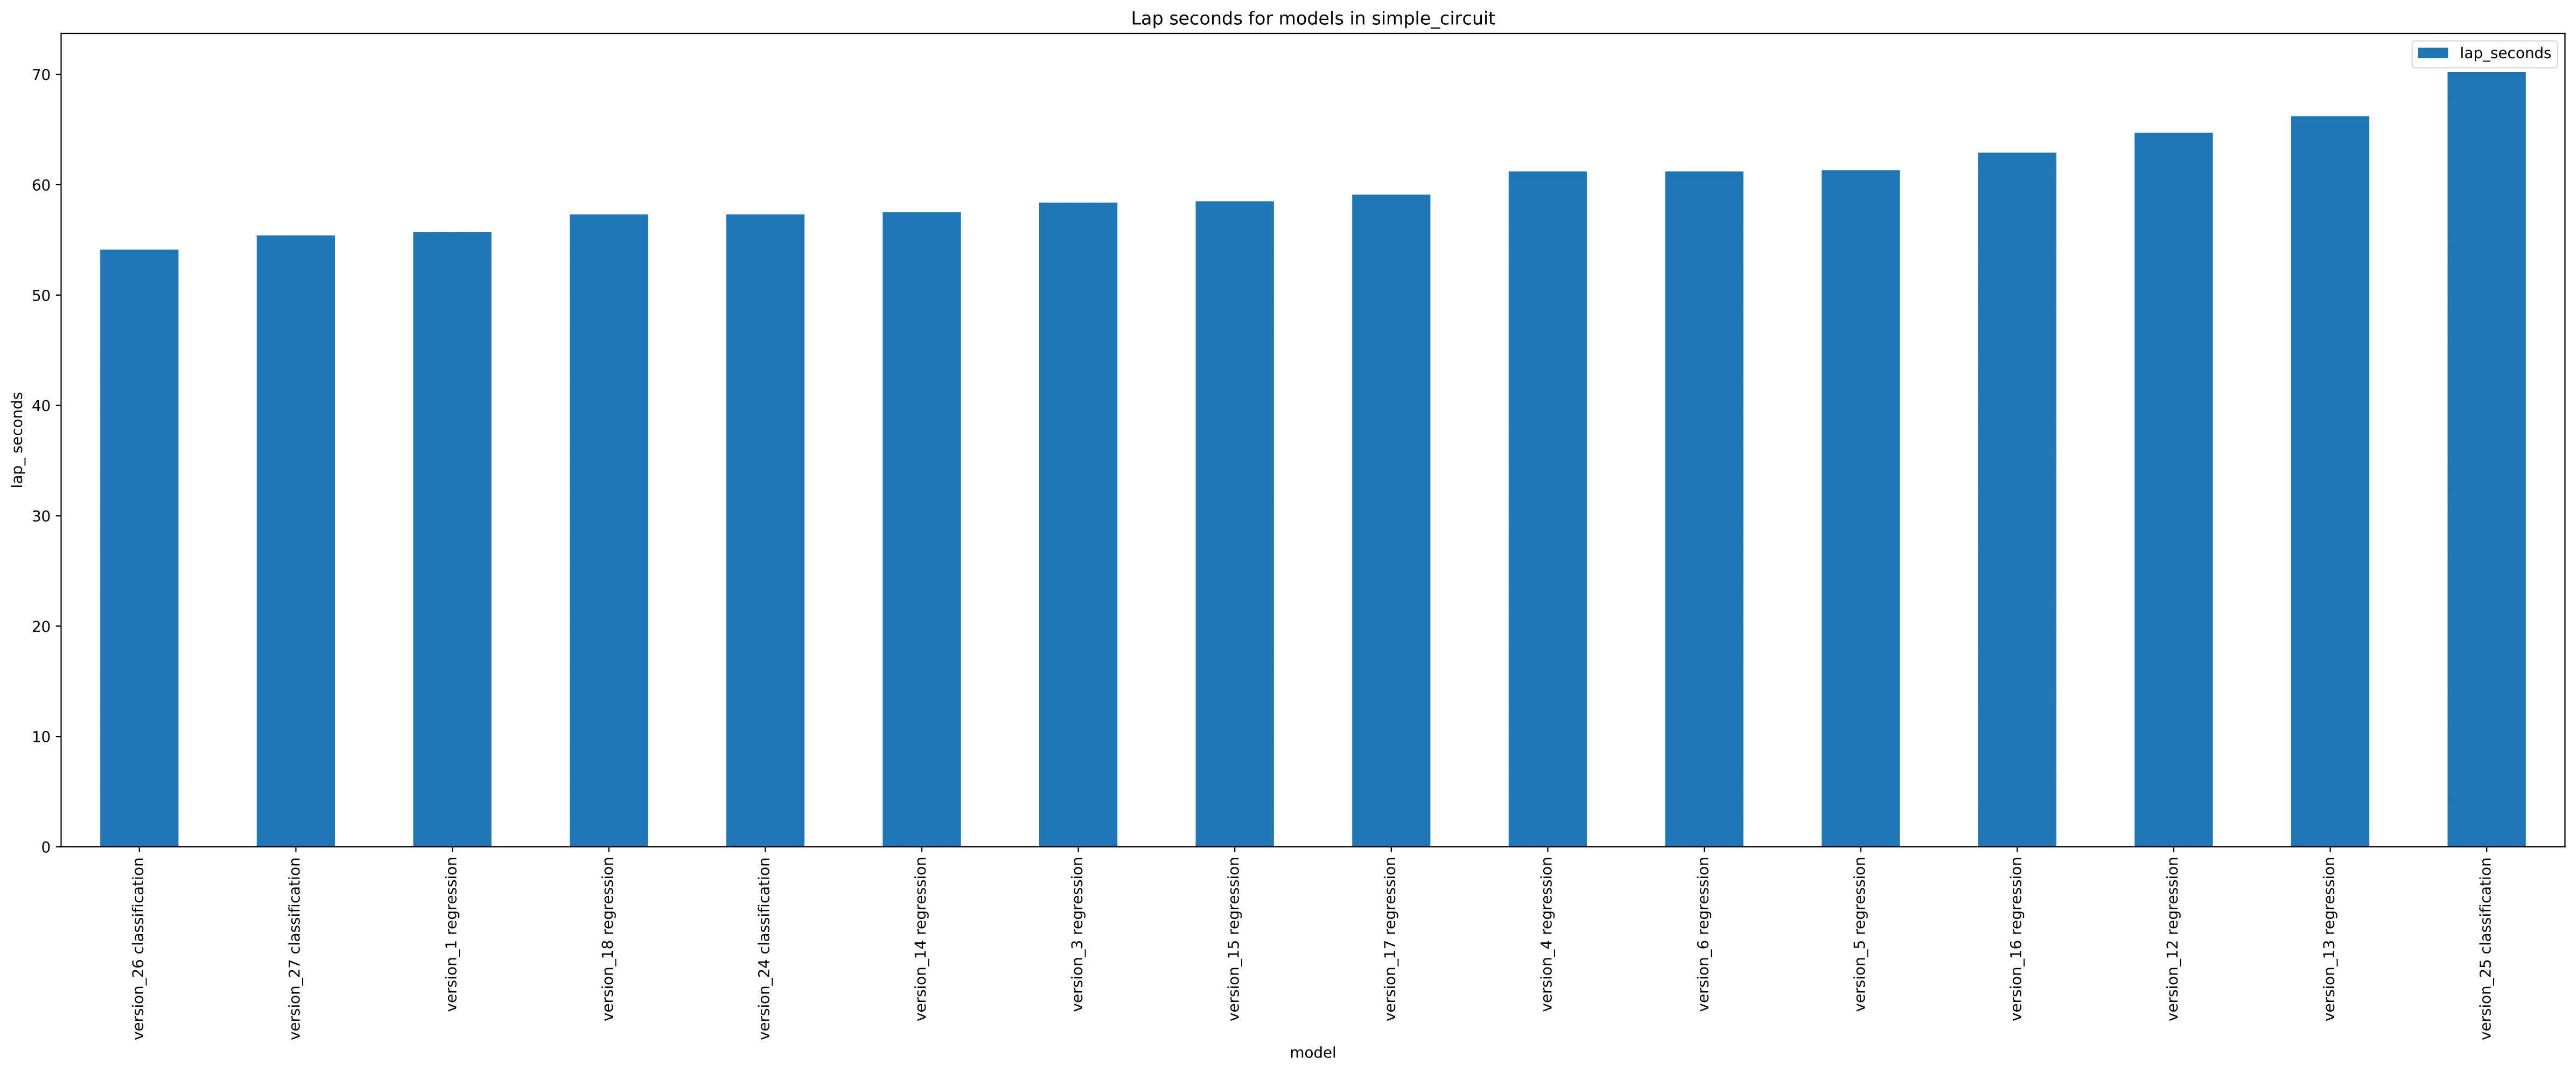 Lap seconds for models in simple_circuit
lap_seconds
70
60
50
40
30
20
10
0
lap_ seconds
version_26 classification
version_27 classification
version_1 regression
version_18 regression
version_24 classification
version_14 regression
version_3 regression
version_15 regression
version_17 regression
version_4 regression
version_6 regression
version_5 regression
version_16 regression
version_12 regression
version_13 regression
version_25 classification
model